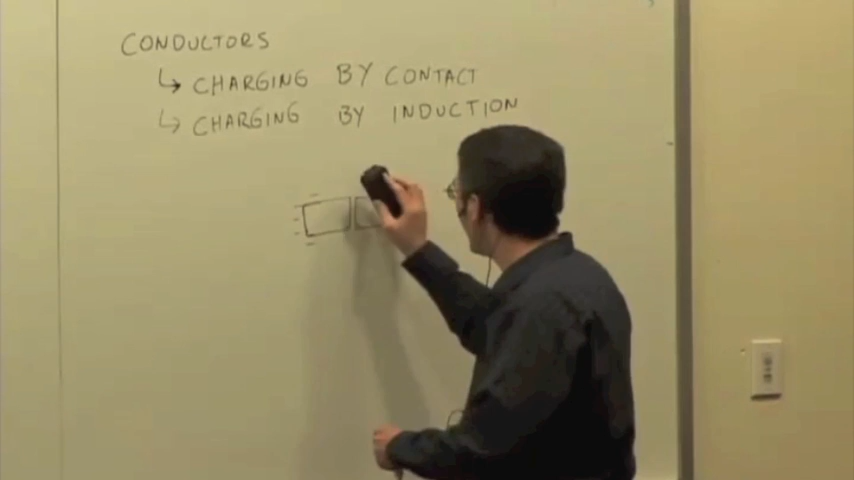 CONDUCTORS
↳ CHARGING BY CONTACT
↳ CHARGING BY INDUCTION